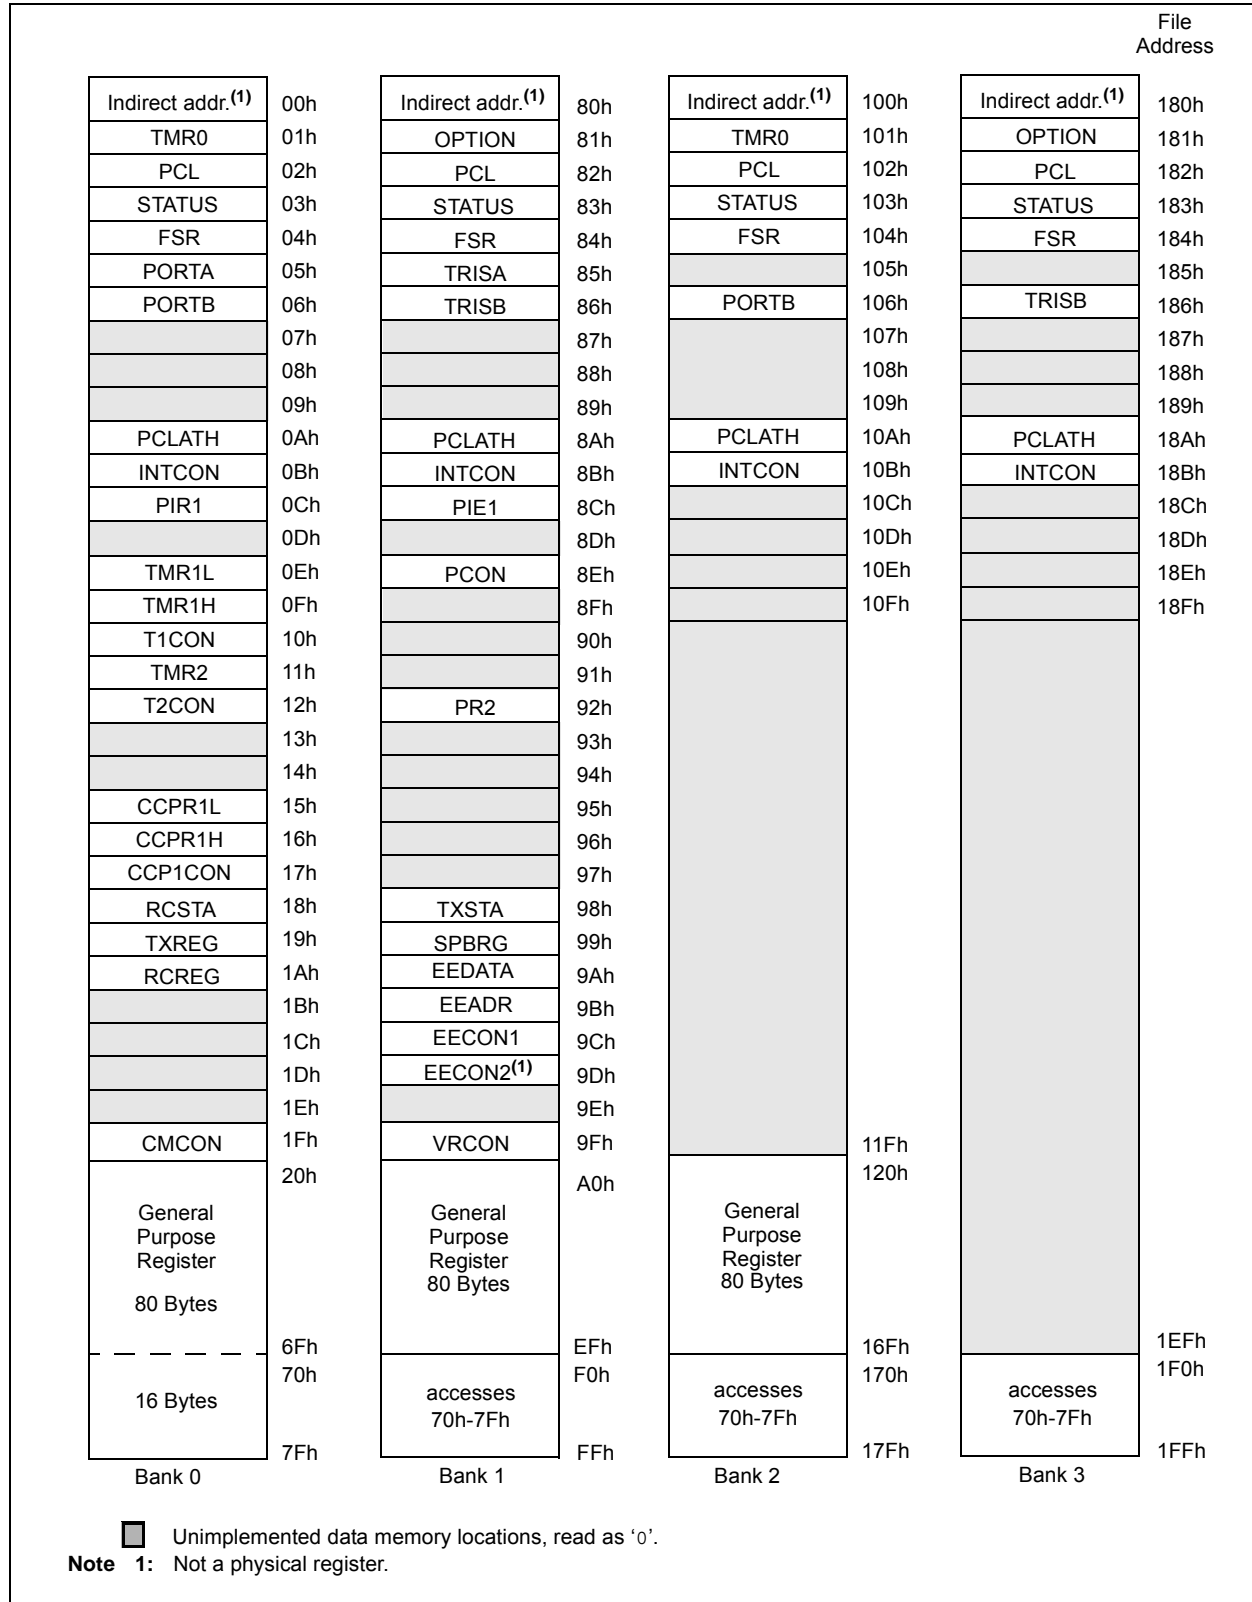 File
Address
Indirect addr.(1) 00h Indirect addr.(1) 80h Indirect addr.(1) 100h Indirect addr.(1) 180h
TMR0 01h OPTION 81h TMR0 101h OPTION 181h
PCL 02h PCL 82h PCL 102h PCL 182h
STATUS 03h STATUS 83h STATUS 103h STATUS 183h
FSR 04h FSR 84h FSR 104h FSR 184h
PORTA 05h TRISA 85h 105h 185h
PORTB 06h TRISB 86h PORTB 106h TRISB 186h
07h 87h 107h 187h
08h 88h 108h 188h
09h 89h 109h 189h
PCLATH 0Ah PCLATH 8Ah PCLATH 10Ah PCLATH 18Ah
INTCON 0Bh INTCON 8Bh INTCON 10Bh INTCON 18Bh
PIR1 0Ch PIE1 8Ch 10Ch 18Ch
0Dh 8Dh 10Dh 18Dh
TMR1L 0Eh PCON 8Eh 10Eh 18Eh
TMR1H 0Fh 8Fh 10Fh 18Fh
T1CON 10h 90h
TMR2 11h 91h
T2CON 12h PR2 92h
13h 93h
14h 94h
CCPR1L 15h 95h
CCPR1H 16h 96h
CCP1CON 17h 97h
RCSTA 18h TXSTA 98h
TXREG 19h SPBRG 99h
RCREG 1Ah EEDATA 9Ah
1Bh EEADR 9Bh
1Ch EECON1 9Ch
1Dh EECON2(1) 9Dh
1Eh 9Eh
CMCON 1Fh VRCON 9Fh 11Fh
20h A0h 120h
General General General
Purpose Purpose Purpose
Register Register Register
80 Bytes 80 Bytes 80 Bytes
6Fh EFh 16Fh 1EFh
70h F0h 170h 1F0h
16 Bytes accesses accesses accesses
70h-7Fh 70h-7Fh 70h-7Fh
7Fh FFh 17Fh 1FFh
Bank 0 Bank 1 Bank 2 Bank 3
Unimplemented data memory locations, read as ‘0’.
Note 1: Not a physical register.